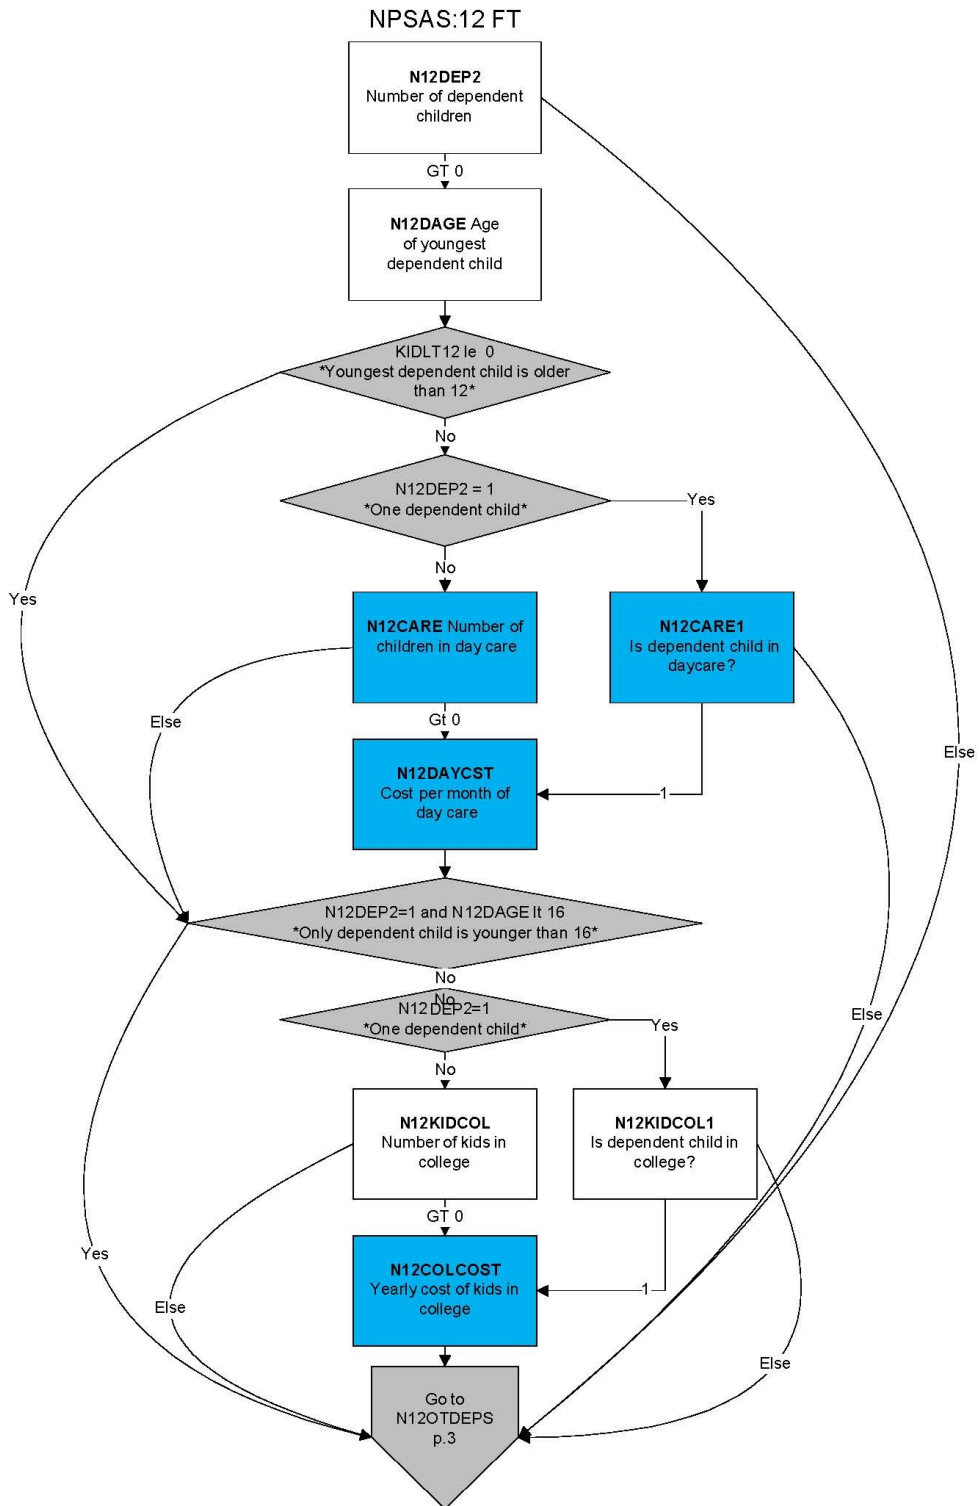 NPSAS:12 FT
N12DEP2
Number of dependent
children
GT 0
N12DAGE Age
of youngest
dependent child
KIDLT12 le  0
*Youngest dependent child is older
than 12*
No
N12DEP2 = 1
*One dependent child*
Yes
No
Yes
N12CARE Number of
children in day care
N12CARE1
Is dependent child in
daycare?
Else
Gt 0
Else
N12DAYCST
Cost per month of
day care
1
N12DEP2=1 and N12DAGE lt 16
*Only dependent child is younger than 16*
No
No
N12DEP2=1
*One dependent child*
Else
Yes
No
N12KIDCOL
Number of kids in
college
N12KIDCOL1
Is dependent child in
college?
GT 0
Yes
N12COLCOST
Yearly cost of kids in
college
1
Else
Else
Go to
N12OTDEPS
p.3